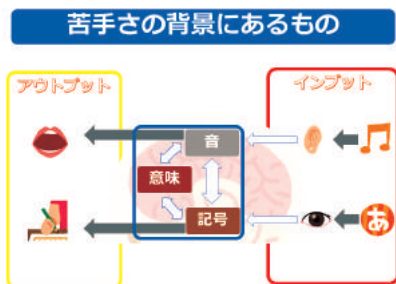 苦手さの背景にあるもの
アウトプット
インプット
音
意味
記号
あ